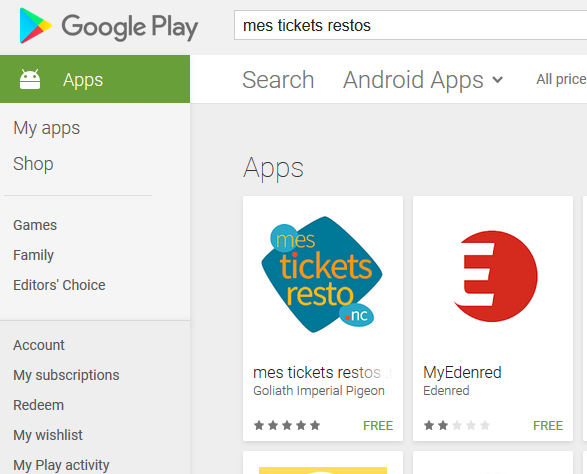 Google Play
mes tickets restos
Apps
Search
Android Apps
All price
My apps
Shop
Games
Family
Editors' Choice
Account
My subscriptions
Redeem
My wishlist
My Play activity
Apps
mes
tickets
resto
.nc
mes tickets restos
Goliath Imperial Pigeon
FREE
E
MyEdenred
Edenred
FREE